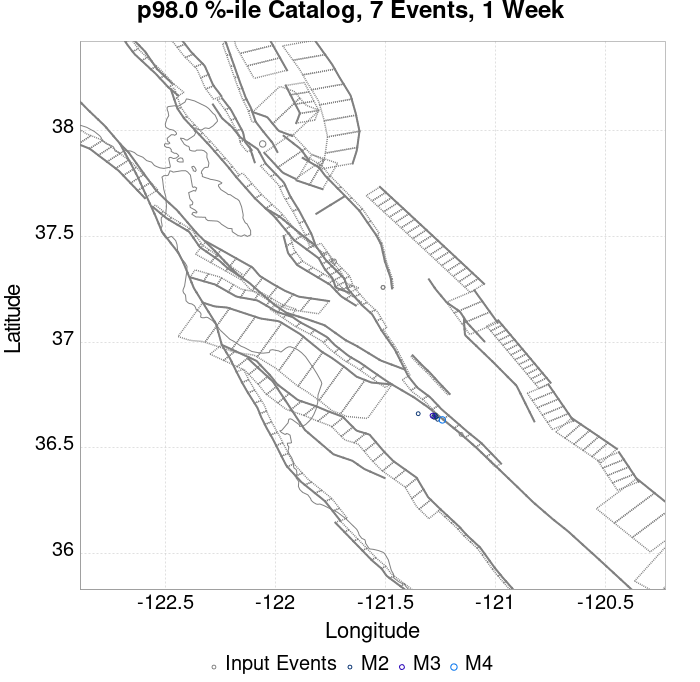 p98.0 %-ile Catalog, 7 Events, 1 Week
38
37.5
37
36.5
36
Latitude
-122.5 -122 -121.5 -121 -120.5
Longitude
Input Events M2 M3 M4